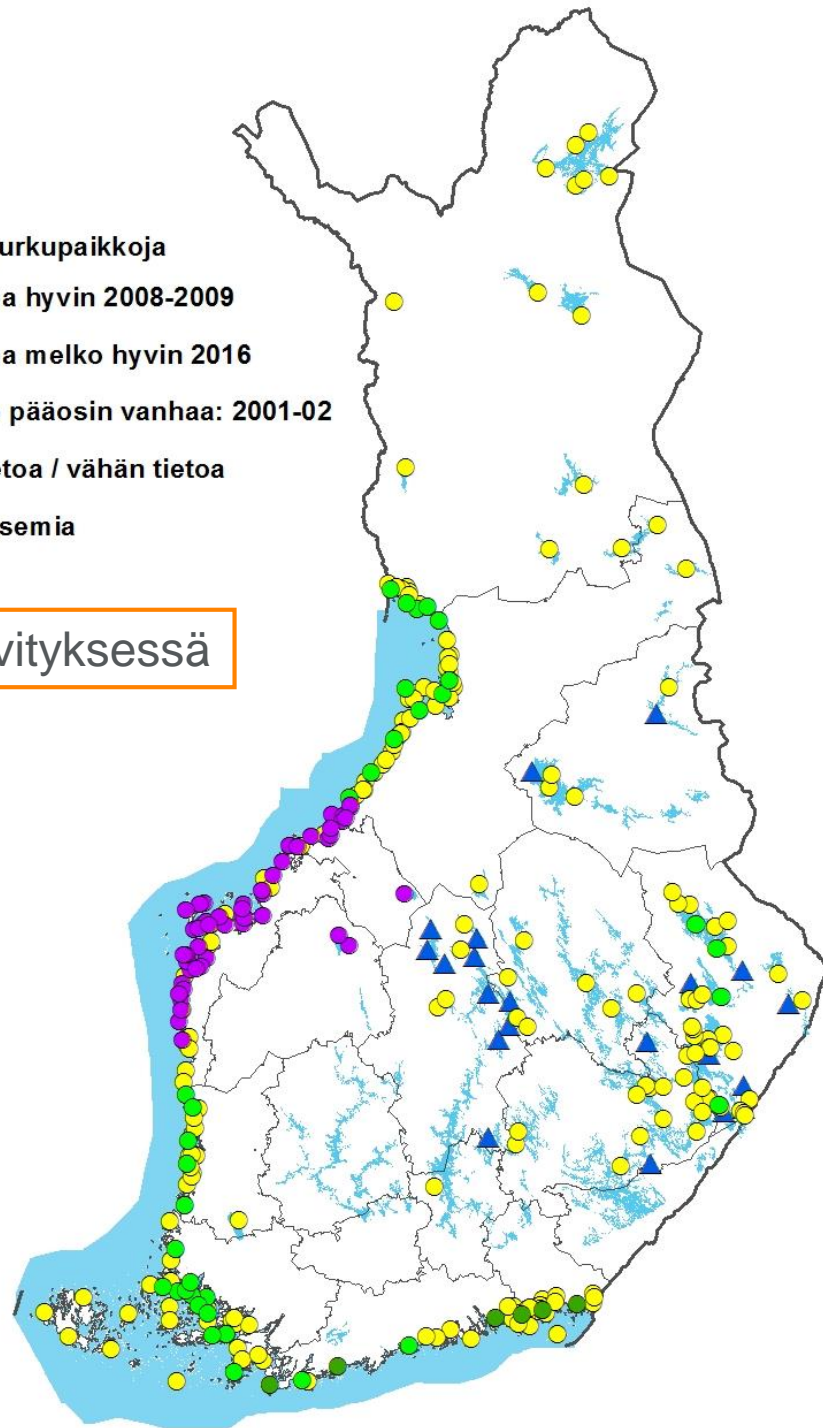 urkupaikkoja
a hyvin 2008-2009
a melko hyvin 2016
pääosin vanhaa: 2001-02
etoa / vähän tietoa
semia
vityksessä